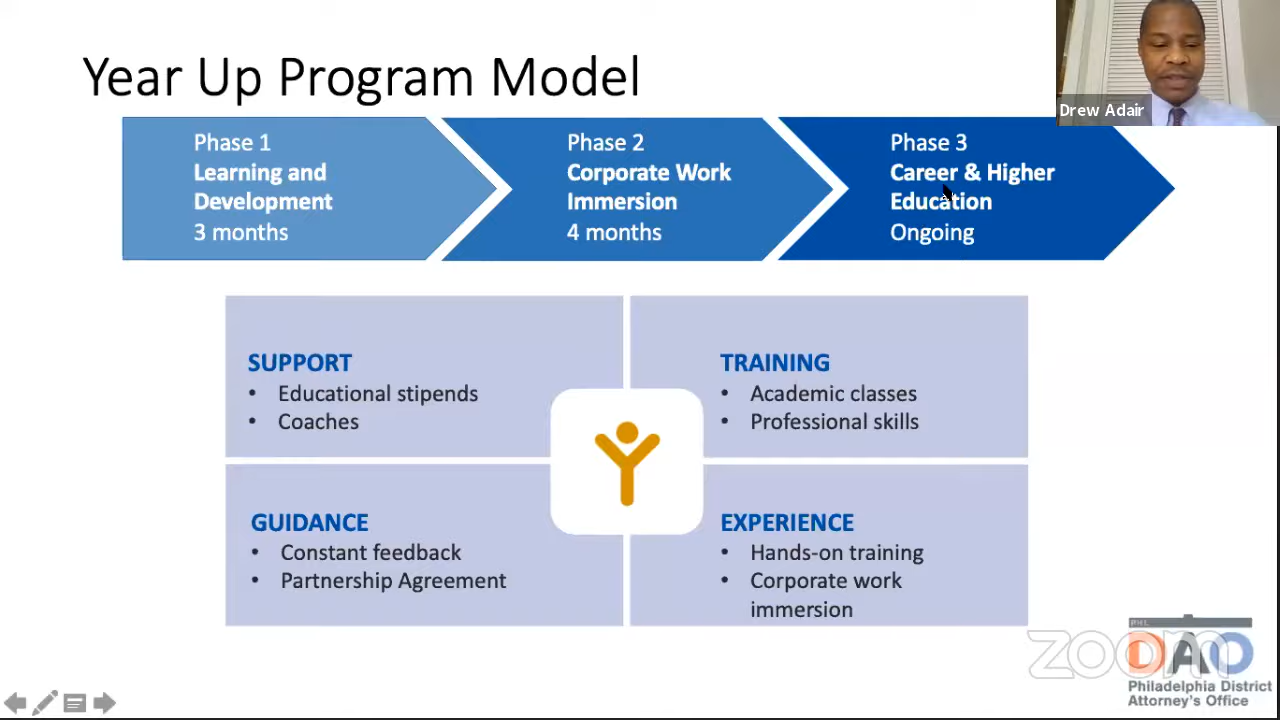 Year Up Program Model
Drew Adair
Phase 1
Learning and
Development
3 months
Phase 2
Corporate Work
Immersion
4 months
Phase 3
Career & Higher
Education
Ongoing
SUPPORT
• Educational stipends
• Coaches
TRAINING
• Academic classes
• Professional skills
GUIDANCE
• Constant feedback
• Partnership Agreement
EXPERIENCE
• Hands-on training
• Corporate work
immersion
PHL
zoom
DAO
Philadelphia District
Attorney's Office